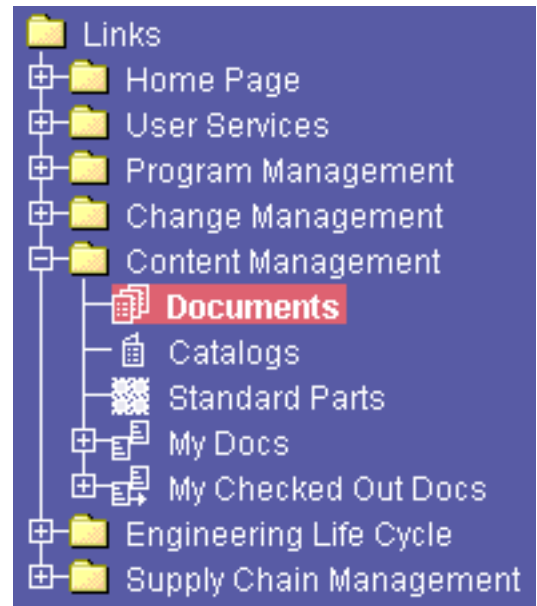 Links
Home Page
User Services
Program Management
Change Management
Content Management
Documents
Catalogs
Standard Parts
My Docs
My Checked Out Docs
Engineering Life Cycle
Supply Chain Management